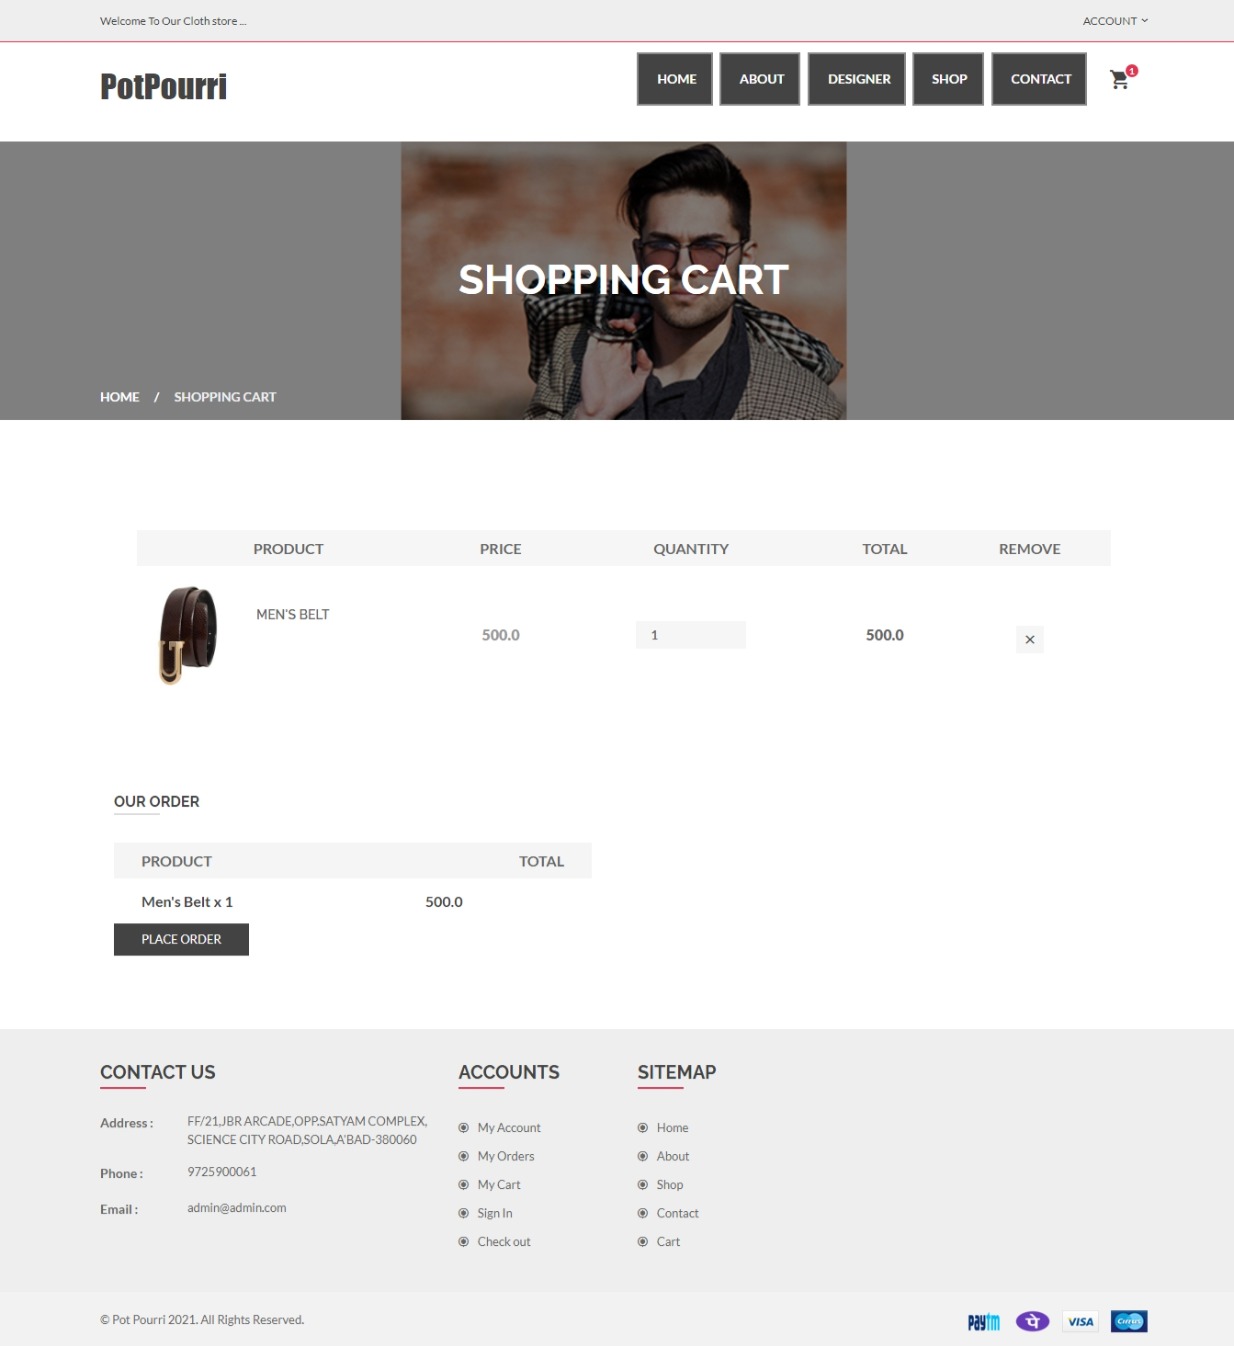 Welcome To Our Cloth store ...
ACCOUNT
PotPourri
HOME
ABOUT
DESIGNER
SHOP
CONTACT
1
SHOPPING CART
HOME / SHOPPING CART
PRODUCT PRICE QUANTITY TOTAL REMOVE
MEN'S BELT
500.0 1 500.0 ×
OUR ORDER
PRODUCT TOTAL
Men's Belt x 1 500.0
PLACE ORDER
CONTACT US
Address : FF/21,JBR ARCADE,OPP.SATYAM COMPLEX,
SCIENCE CITY ROAD,SOLA,A'BAD-380060
Phone : 9725900061
Email : admin@admin.com
ACCOUNTS
My Account
My Orders
My Cart
Sign In
Check out
SITEMAP
Home
About
Shop
Contact
Cart
© Pot Pourri 2021. All Rights Reserved.
paytm
पे
VISA
Cirrus